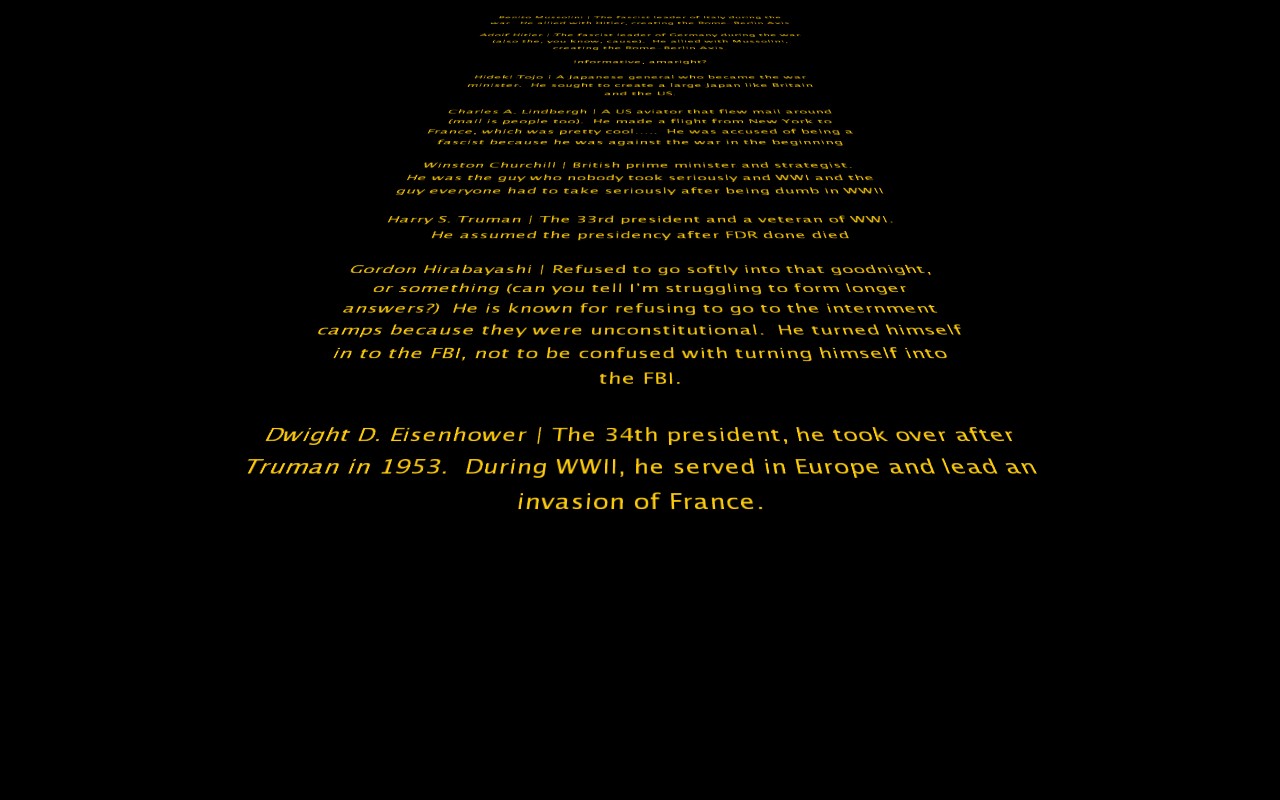 Benito Mussolini | The fascist leader of Italy during the
war. He allied with Hitler, creating the Rome-Berlin Axis
Adolf Hitler | The fascist leader of Germany during the war
(also the, you know, cause). He allied with Mussolini,
creating the Rome-Berlin Axis
Informative, amaright?
Hideki Tojo | A Japanese general who became the war
minister. He sought to create a large Japan like Britain
and the US.
Charles A. Lindbergh | A US aviator that flew mail around
(mail is people too). He made a flight from New York to
France, which was pretty cool..... He was accused of being a
fascist because he was against the war in the beginning
Winston Churchill | British prime minister and strategist.
He was the guy who nobody took seriously and WWI and the
guy everyone had to take seriously after being dumb in WWII
Harry S. Truman | The 33rd president and a veteran of WWI.
He assumed the presidency after FDR done died
Gordon Hirabayashi | Refused to go softly into that goodnight,
or something (can you tell I'm struggling to form longer
answers?) He is known for refusing to go to the internment
camps because they were unconstitutional. He turned himself
in to the FBI, not to be confused with turning himself into
the FBI.
Dwight D. Eisenhower | The 34th president, he took over after
Truman in 1953. During WWII, he served in Europe and lead an
invasion of France.